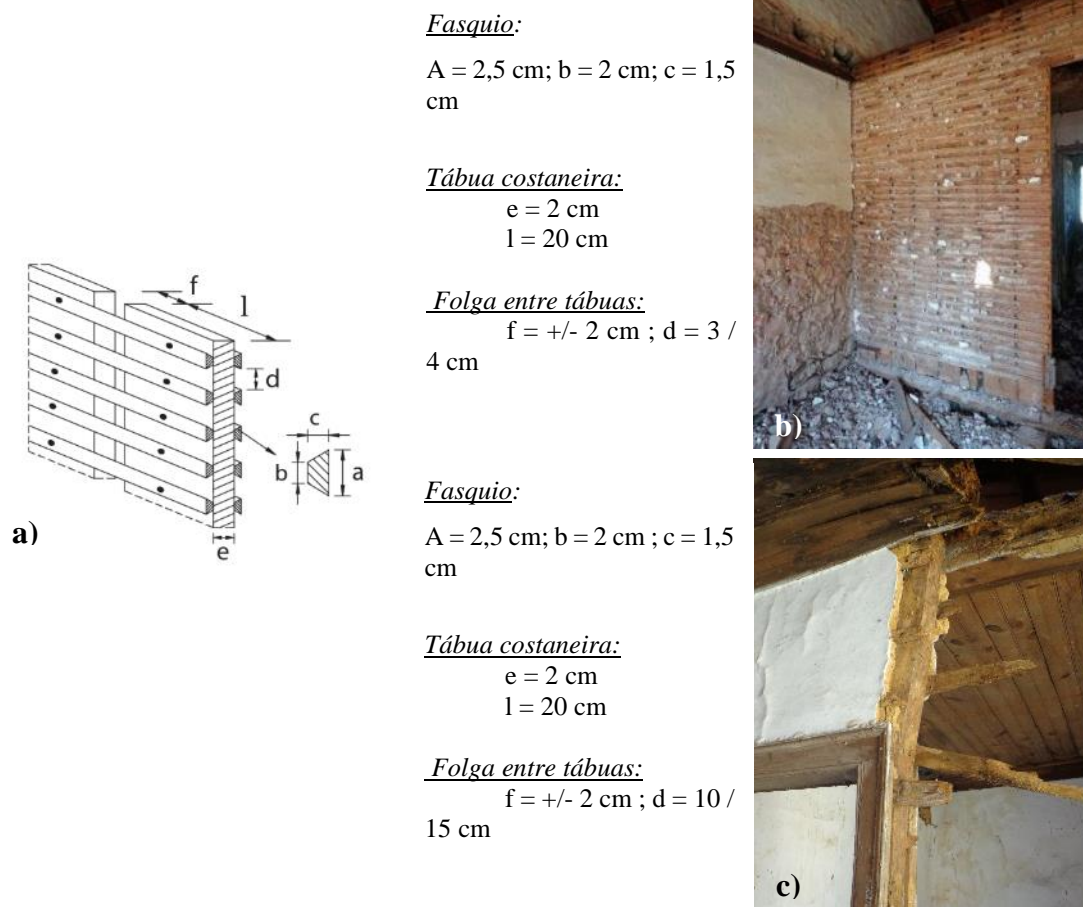 Fasquio:
A = 2,5 cm; b = 2 cm; c = 1,5
cm
Tábua costaneira:
e = 2 cm
l = 20 cm
Folga entre tábuas:
f = +/- 2 cm ; d = 3 /
4 cm
f
l
d
c
b
a
e
a)
b)
Fasquio:
A = 2,5 cm; b = 2 cm ; c = 1,5
cm
Tábua costaneira:
e = 2 cm
l = 20 cm
Folga entre tábuas:
f = +/- 2 cm ; d = 10 /
15 cm
c)